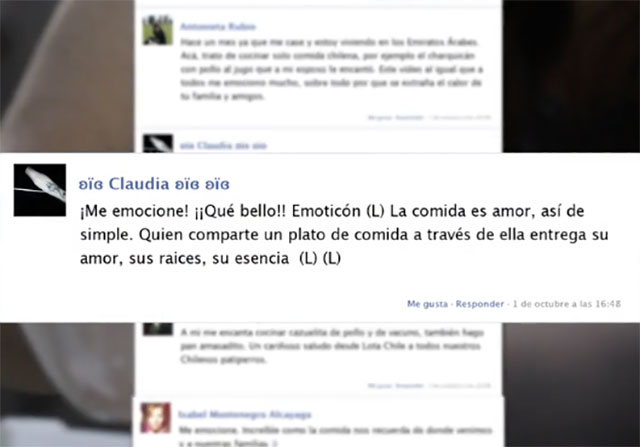 Antonieta Rubio
Hace un mes ya que me case y estoy viviendo en los Emiratos Árabes.
Acá, trato de cocinar solo comida chilena, por ejemplo el charquicán
con pollo al jugo que a mi esposo le encantó. Este video al igual que a
todos me emociono mucho, sobre todo por que se extraña el calor de
tu familia y amigos.
Me gusta · Responder ·
ʚïɞ Claudia ʚïɞ ʚïɞ
ʚïɞ Claudia ʚïɞ ʚïɞ
¡Me emocione! ¡¡Qué bello!! Emoticón (L) La comida es amor, así de
simple. Quien comparte un plato de comida a través de ella entrega su
amor, sus raices, su esencia (L) (L)
Me gusta · Responder · 1 de octubre a las 16:48
A mi me encanta cocinar cazuelita de pollo y de vacuno, también hago
pan amasadito. Un cariñoso saludo desde Lota Chile a todos nuestros
Chilenos patiperros.
Me gusta · Responder ·
Isabel Montenegro Alcayaga
Me emocione. Increíble como la comida nos recuerda de donde venimos
y a nuestras familias :)